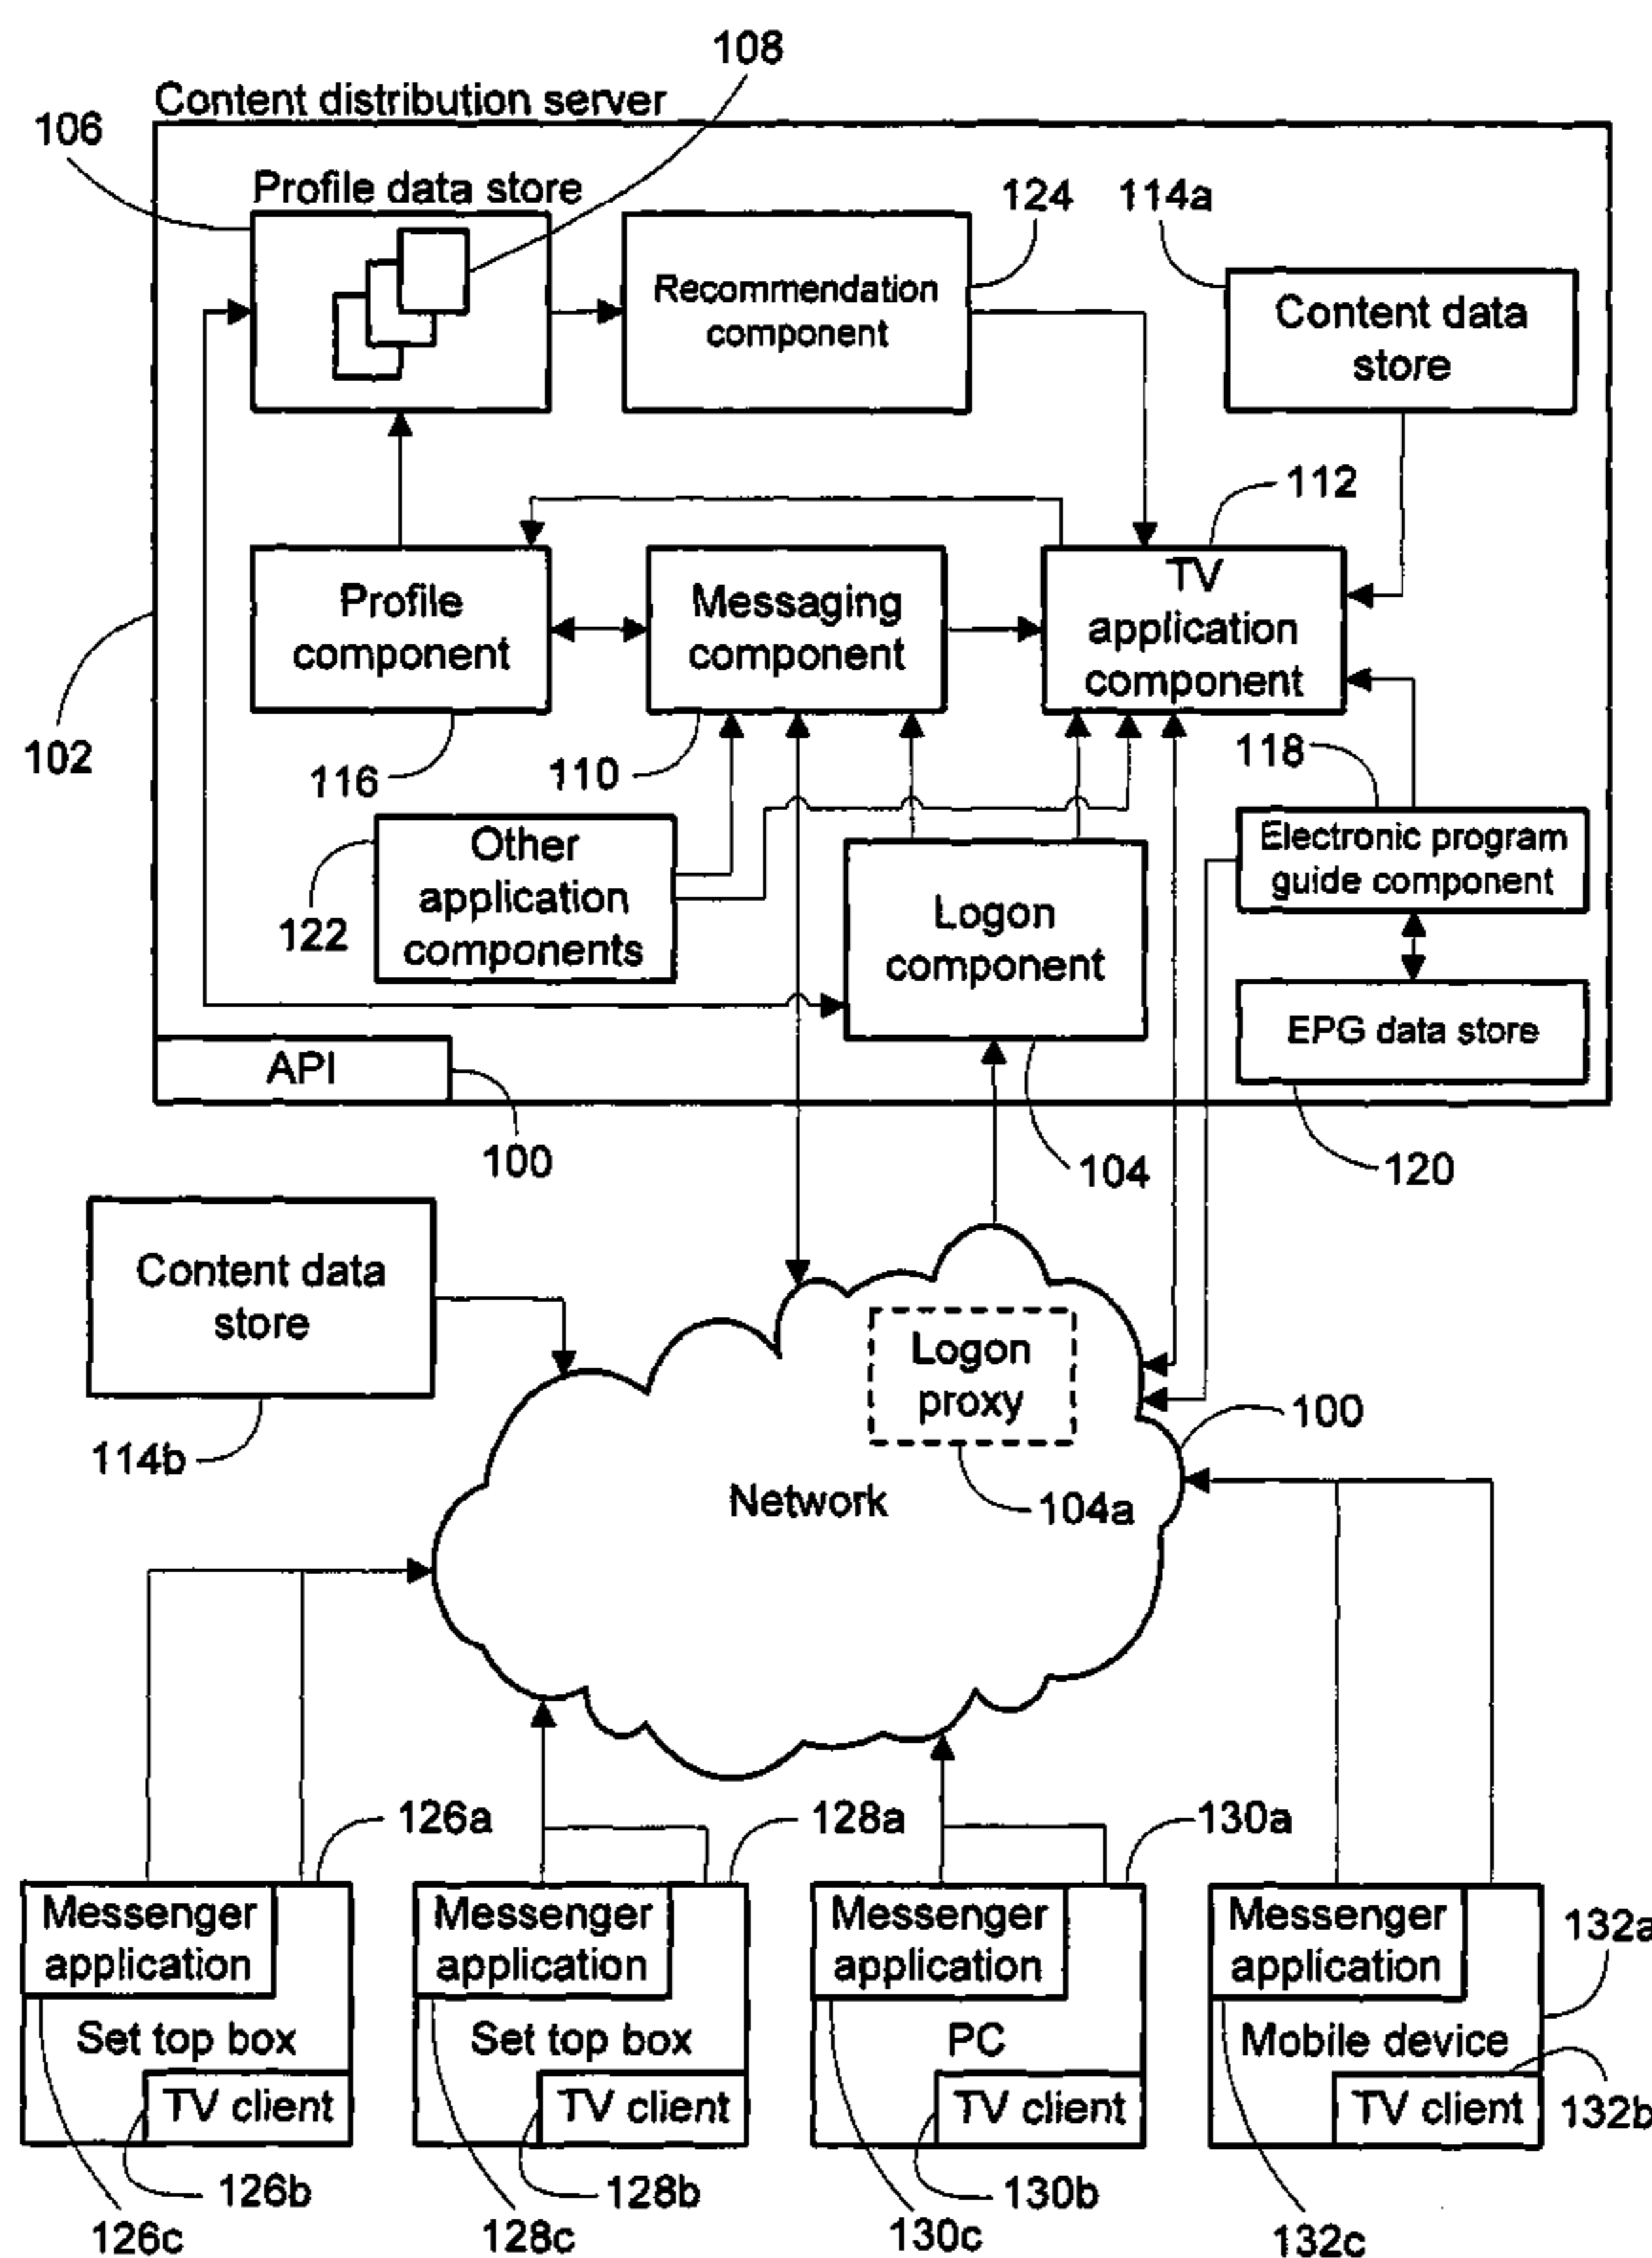 108
Content distribution server
106
Profile data store
124
114a
Recommendation
component
Content data
store
112
Profile
component
Messaging
component
TV
application
component
102
116
110
118
Other
application
components
122
Logon
component
Electronic program
guide component
EPG data store
API
100
104
120
Content data
store
114b
Logon
proxy
100
Network
104a
126a
128a
130a
Messenger
application
Messenger
application
Messenger
application
Messenger
application
132a
Set top box
Set top box
PC
Mobile device
TV client
TV client
TV client
TV client
132b
126b
128b
130b
126c
128c
130c
132c